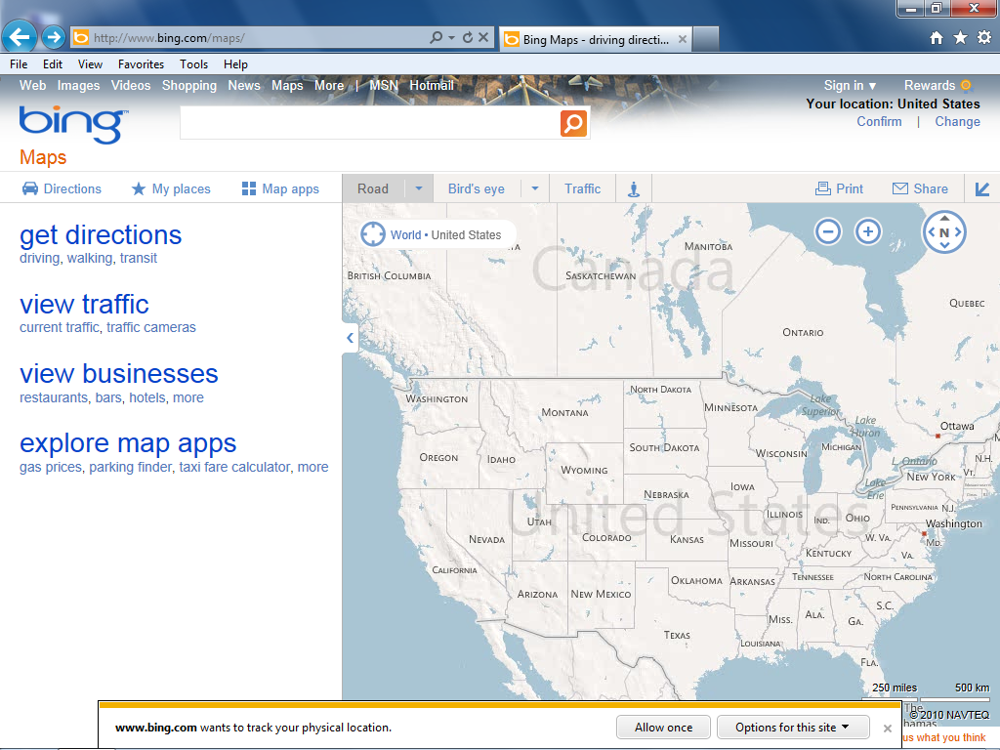 http://www.bing.com/maps/
Bing Maps - driving directi...
File Edit View Favorites Tools Help
Web Images Videos Shopping News Maps More | MSN Hotmail
Sign in ▾ Rewards
Your location: United States
Confirm | Change
bing™
Maps
Directions My places Map apps
Road Bird's eye Traffic
Print Share
get directions
driving, walking, transit
view traffic
current traffic, traffic cameras
view businesses
restaurants, bars, hotels, more
explore map apps
gas prices, parking finder, taxi fare calculator, more
World • United States
N
Canada
MANITOBA
BRITISH COLUMBIA
SASKATCHEWAN
QUEBEC
ONTARIO
WASHINGTON
NORTH DAKOTA
MINNESOTA
MONTANA
Lake Superior
Lake Huron
Ottawa
OREGON
IDAHO
SOUTH DAKOTA
WISCONSIN
MICHIGAN
L. Ontario
N.H.
VT.
WYOMING
NEW YORK
Lake Erie
IOWA
NEBRASKA
United States
ILLINOIS
IND.
OHIO
PENNSYLVANIA
N.J.
UTAH
NEVADA
COLORADO
KANSAS
MISSOURI
W. VA.
Washington
MD.
KENTUCKY
VA.
CALIFORNIA
OKLAHOMA
ARKANSAS
TENNESSEE
NORTH CAROLINA
ARIZONA
NEW MEXICO
S.C.
MISS.
ALA.
GA.
TEXAS
LOUISIANA
FLA.
250 miles 500 km
The
© 2010 NAVTEQ
us what you think
www.bing.com wants to track your physical location.
Allow once
Options for this site ▾